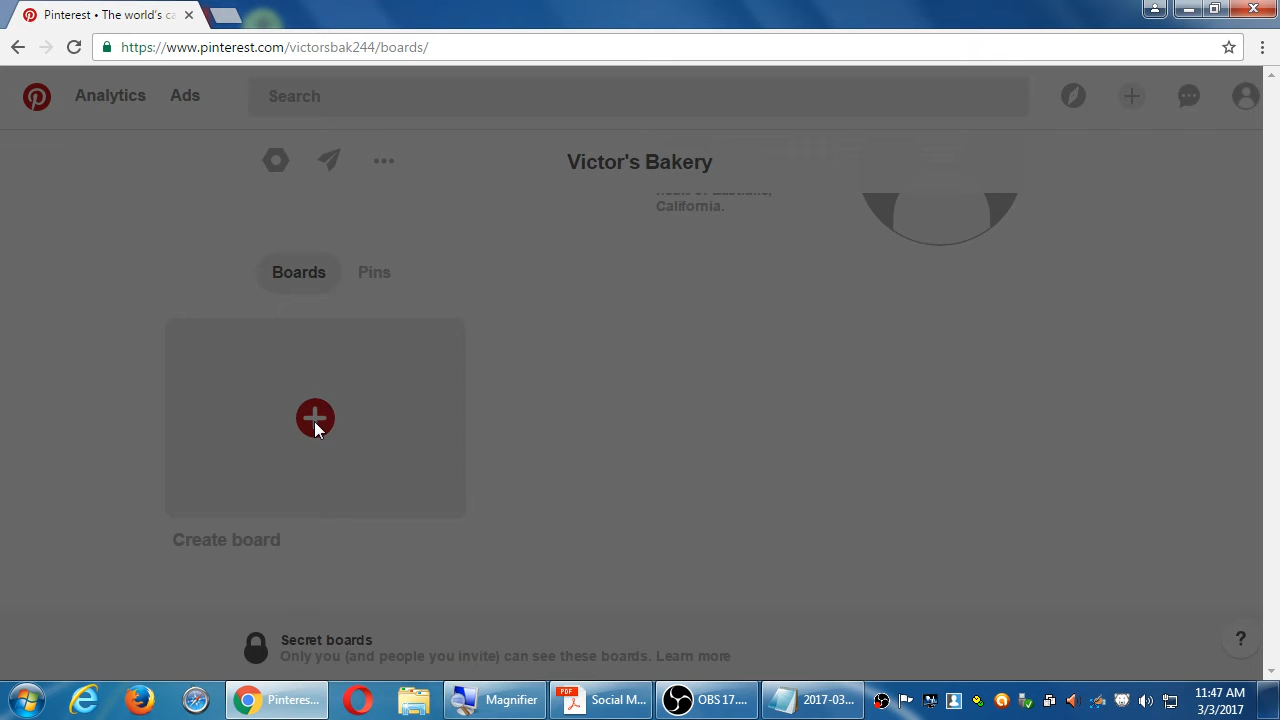 Pinterest • The world's ca
https://www.pinterest.com/victorsbak244/boards/
Analytics
Ads
Search
Victor's Bakery
California.
Boards
Pins
Create board
Secret boards
Only you (and people you invite) can see these boards. Learn more
?
Pinteres...
Magnifier
PDF
Social M...
OBS 17....
2017-03...
11:47 AM
3/3/2017